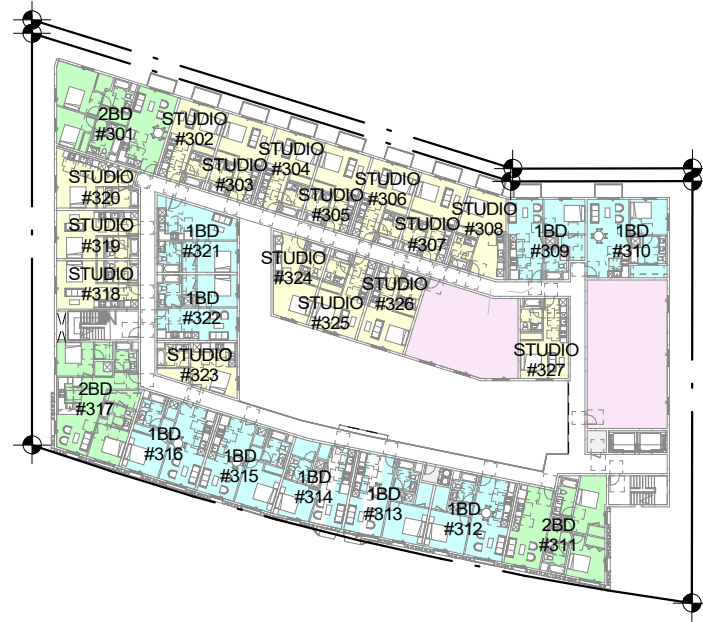 2BD
#301
STUDIO
#302
STUDIO
#303
STUDIO
#304
STUDIO
#305
STUDIO
#306
STUDIO
#307
STUDIO
#308
1BD
#309
1BD
#310
STUDIO
#320
STUDIO
#319
STUDIO
#318
1BD
#321
1BD
#322
STUDIO
#323
STUDIO
#324
STUDIO
#325
STUDIO
#326
STUDIO
#327
2BD
#317
1BD
#316
1BD
#315
1BD
#314
1BD
#313
1BD
#312
2BD
#311